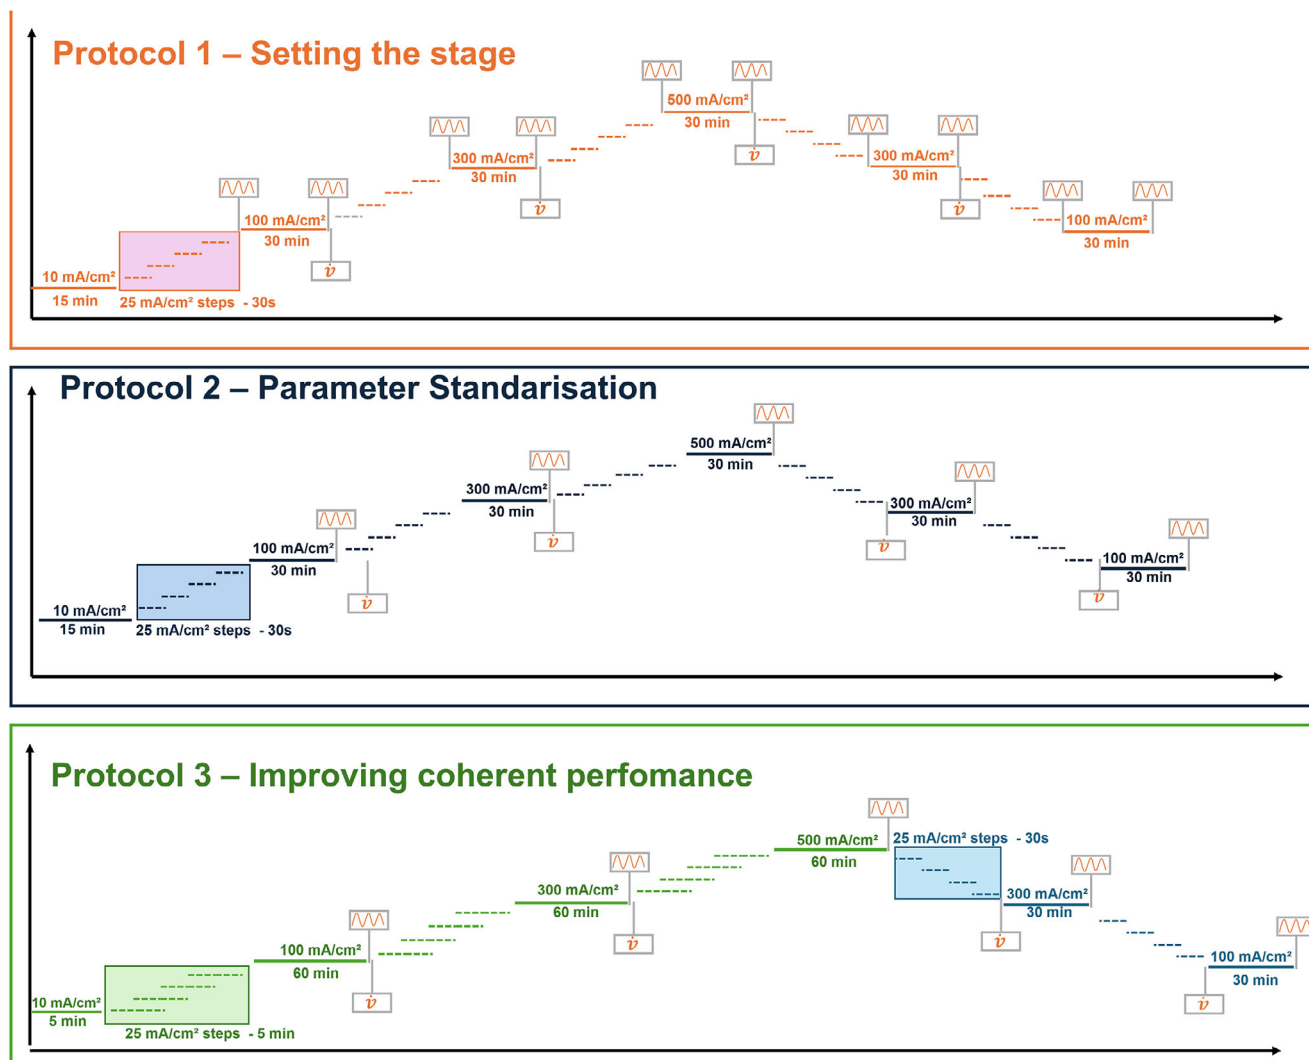 Protocol 1 – Setting the stage
10 mA/cm²
15 min
25 mA/cm² steps - 30s
100 mA/cm²
30 min
v̇
300 mA/cm²
30 min
v̇
500 mA/cm²
30 min
v̇
300 mA/cm²
30 min
v̇
100 mA/cm²
30 min
Protocol 2 – Parameter Standarisation
10 mA/cm²
15 min
25 mA/cm² steps - 30s
100 mA/cm²
30 min
v̇
300 mA/cm²
30 min
v̇
500 mA/cm²
30 min
v̇
300 mA/cm²
30 min
v̇
100 mA/cm²
30 min
Protocol 3 – Improving coherent perfomance
10 mA/cm²
5 min
25 mA/cm² steps - 5 min
100 mA/cm²
60 min
v̇
300 mA/cm²
60 min
v̇
500 mA/cm²
60 min
25 mA/cm² steps - 30s
v̇
300 mA/cm²
30 min
v̇
100 mA/cm²
30 min